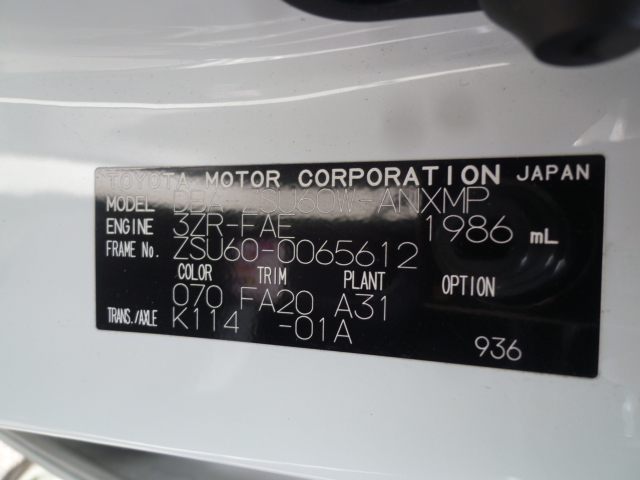 TOYOTA MOTOR CORPORATION JAPAN
MODEL DBA-ZSU60W-ANXMP
ENGINE 3ZR-FAE 1986 mL
FRAME No. ZSU60-0065612
COLOR TRIM PLANT OPTION
070 FA20 A31
TRANS./AXLE K114 -01A
936